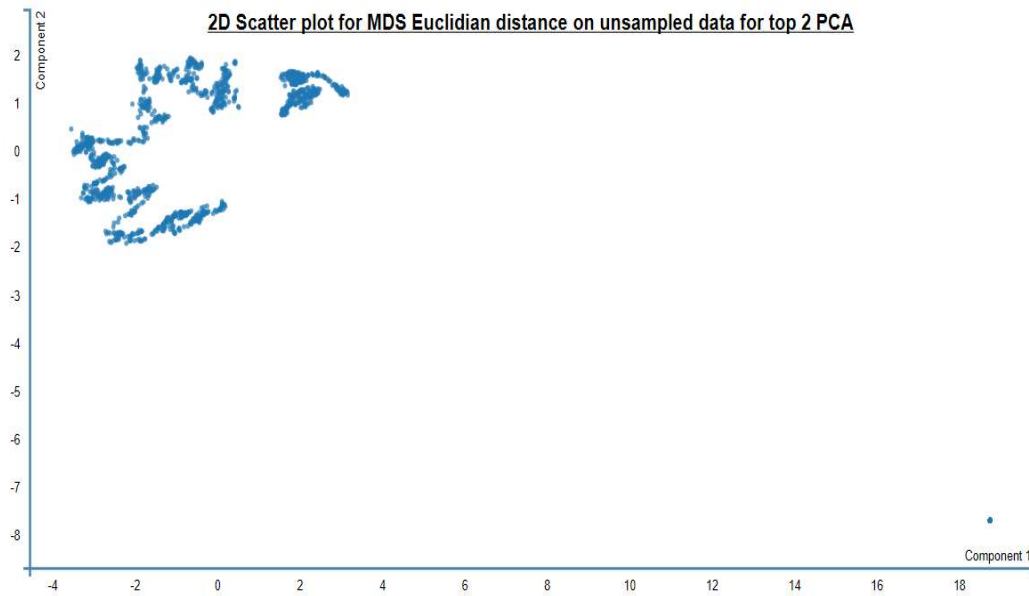 2D Scatter plot for MDS Euclidian distance on unsampled data for top 2 PCA
Component 2
2
1
0
-1
-2
-3
-4
-5
-6
-7
-8
Component 1
-4 -2 0 2 4 6 8 10 12 14 16 18